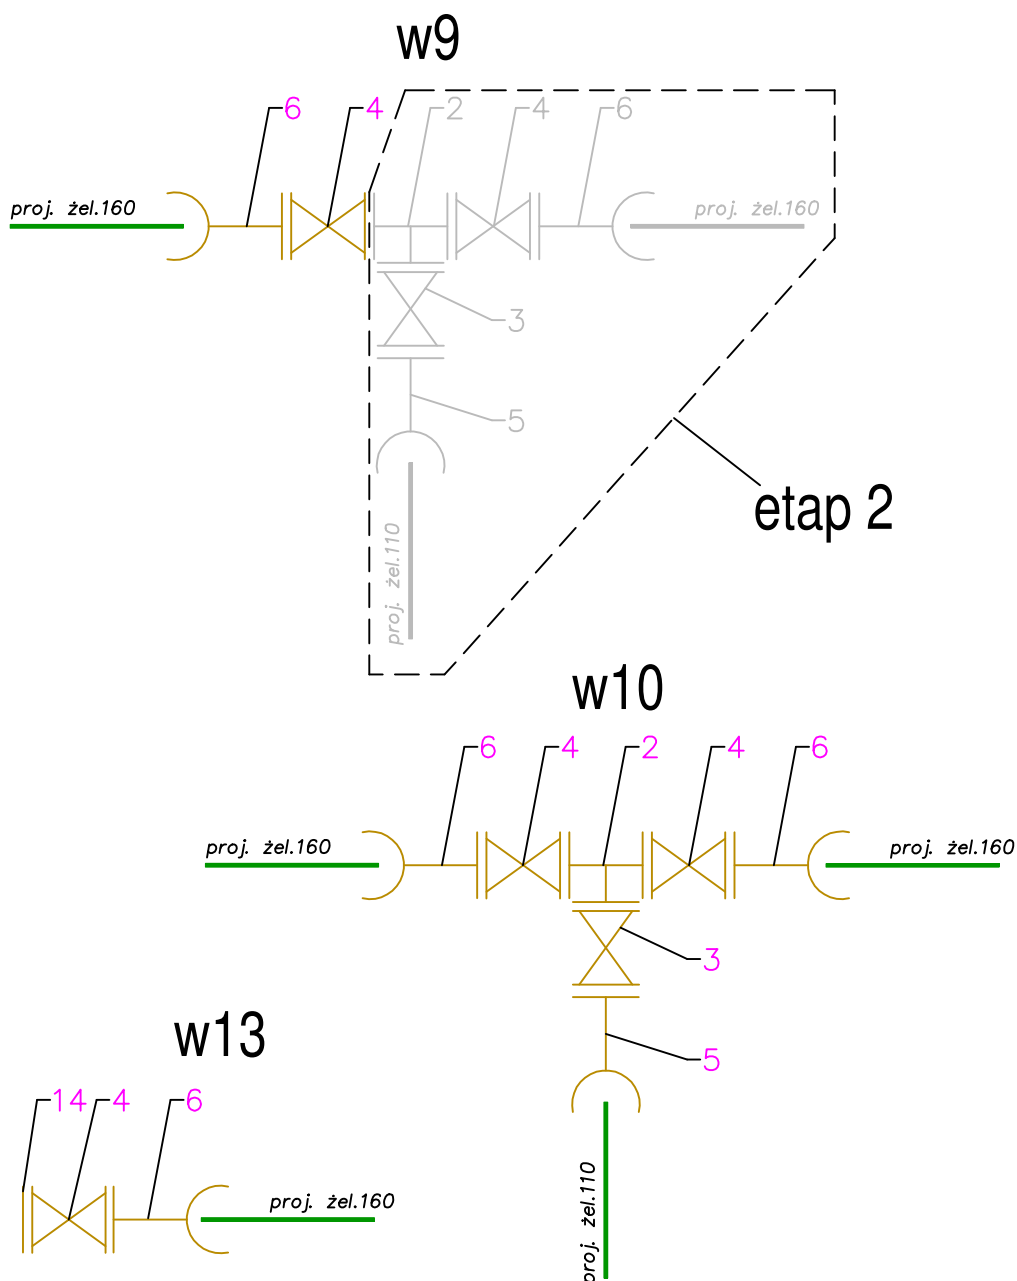 w9
6 4 2 4 6
proj. żel.160 proj. żel.160
3
5
etap 2
proj. żel.110
w10
6 4 2 4 6
proj. żel.160 proj. żel.160
3
w13
5
14 4 6
proj. żel.160
proj. żel.110